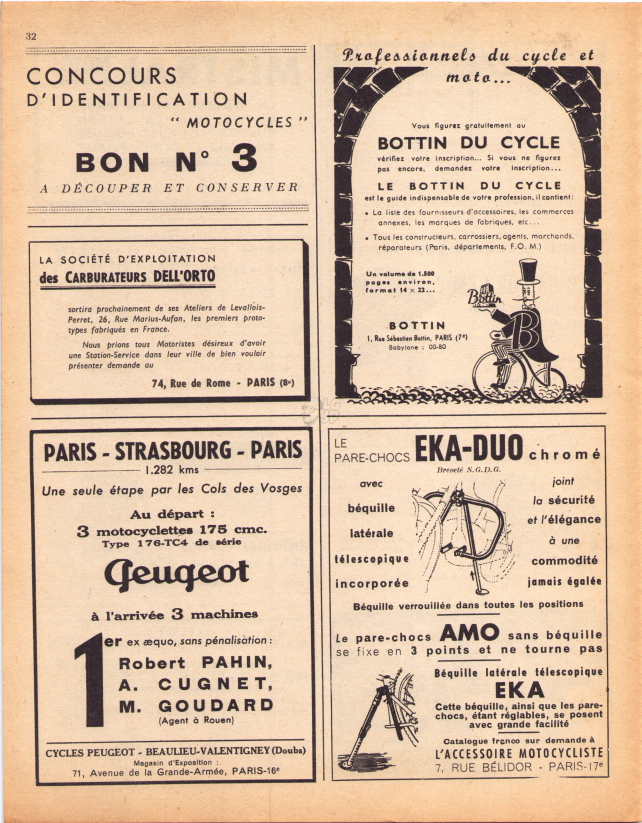 32
CONCOURS
D'IDENTIFICATION
" MOTOCYCLES "
BON N° 3
A DÉCOUPER ET CONSERVER
LA SOCIÉTÉ D'EXPLOITATION
des CARBURATEURS DELL'ORTO
sortira prochainement de ses Ateliers de Levallois-
Perret, 26, Rue Marius-Aufan, les premiers proto-
types fabriqués en France.
Nous prions tous Motoristes désireux d'avoir
une Station-Service dans leur ville de bien vouloir
présenter demande au
74, Rue de Rome - PARIS (8e)
PARIS - STRASBOURG - PARIS
1.282 kms
Une seule étape par les Cols des Vosges
Au départ :
3 motocyclettes 175 cmc.
Type 176-TC4 de série
Peugeot
à l'arrivée 3 machines
1er ex æquo, sans pénalisation :
Robert PAHIN,
A. CUGNET,
M. GOUDARD
(Agent à Rouen)
CYCLES PEUGEOT - BEAULIEU-VALENTIGNEY (Doubs)
Magasin d'Exposition :
71, Avenue de la Grande-Armée, PARIS-16e
Professionnels du cycle et
moto...
Vous figurez gratuitement au
BOTTIN DU CYCLE
vérifiez votre inscription... Si vous ne figurez
pas encore, demandez votre inscription...
LE BOTTIN DU CYCLE
est le guide indispensable de votre profession, il contient:
• La liste des fournisseurs d'accessoires, les commerces
annexes, les marques de fabriques, etc...
• Tous les constructeurs, carrossiers, agents, marchands,
réparateurs (Paris, départements, F. O. M.)
Un volume de 1.500
pages environ,
format 14 × 22...
Bottin
B
BOTTIN
1, Rue Sébastien Bottin, PARIS (7e)
Babylone : 00-80
LE
PARE-CHOCS EKA-DUO chromé
Breveté S.G.D.G.
avec
béquille
latérale
télescopique
incorporée
joint
la sécurité
et l'élégance
à une
commodité
jamais égalée
Béquille verrouillée dans toutes les positions
Le pare-chocs AMO sans béquille
se fixe en 3 points et ne tourne pas
Béquille latérale télescopique
EKA
Cette béquille, ainsi que les pare-
chocs, étant réglables, se posent
avec grande facilité
Catalogue franco sur demande à
L'ACCESSOIRE MOTOCYCLISTE
7, RUE BÉLIDOR - PARIS-17e